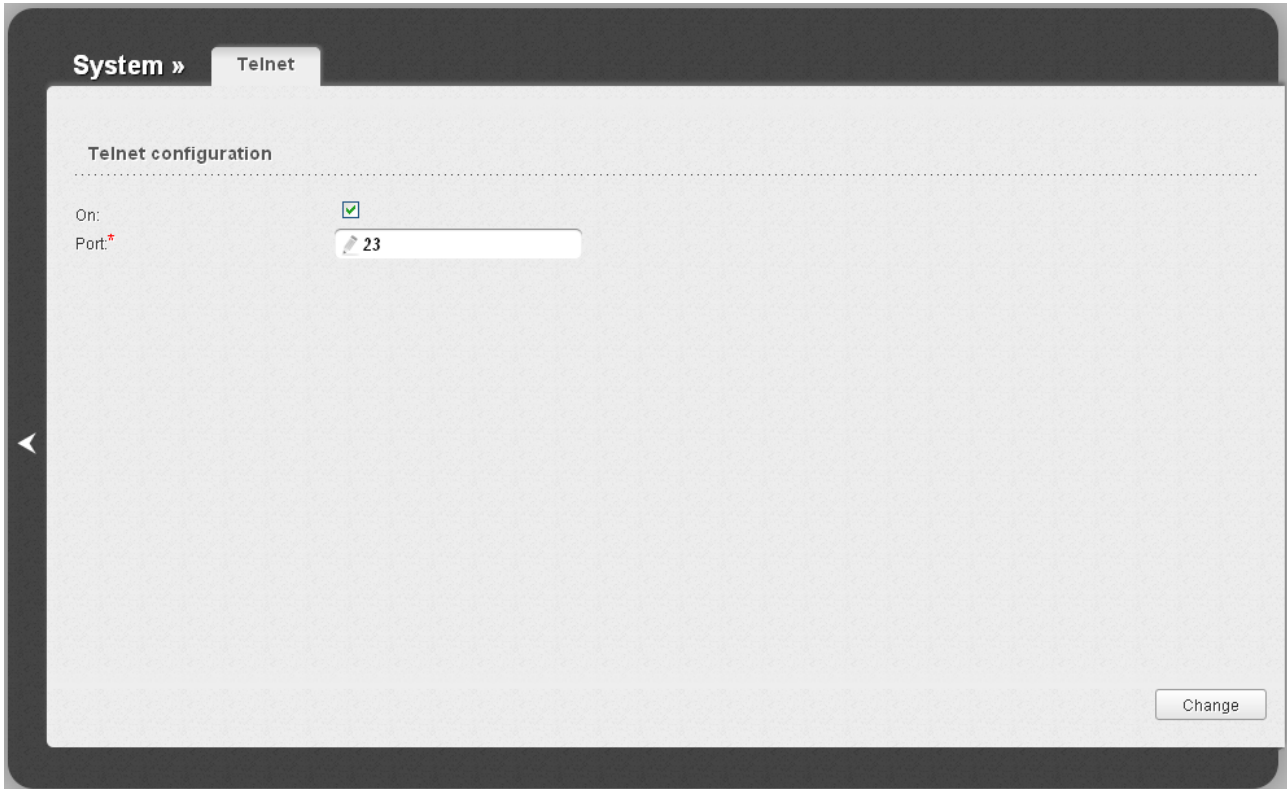 System »
Telnet
Telnet configuration
On:
Port:*
23
Change